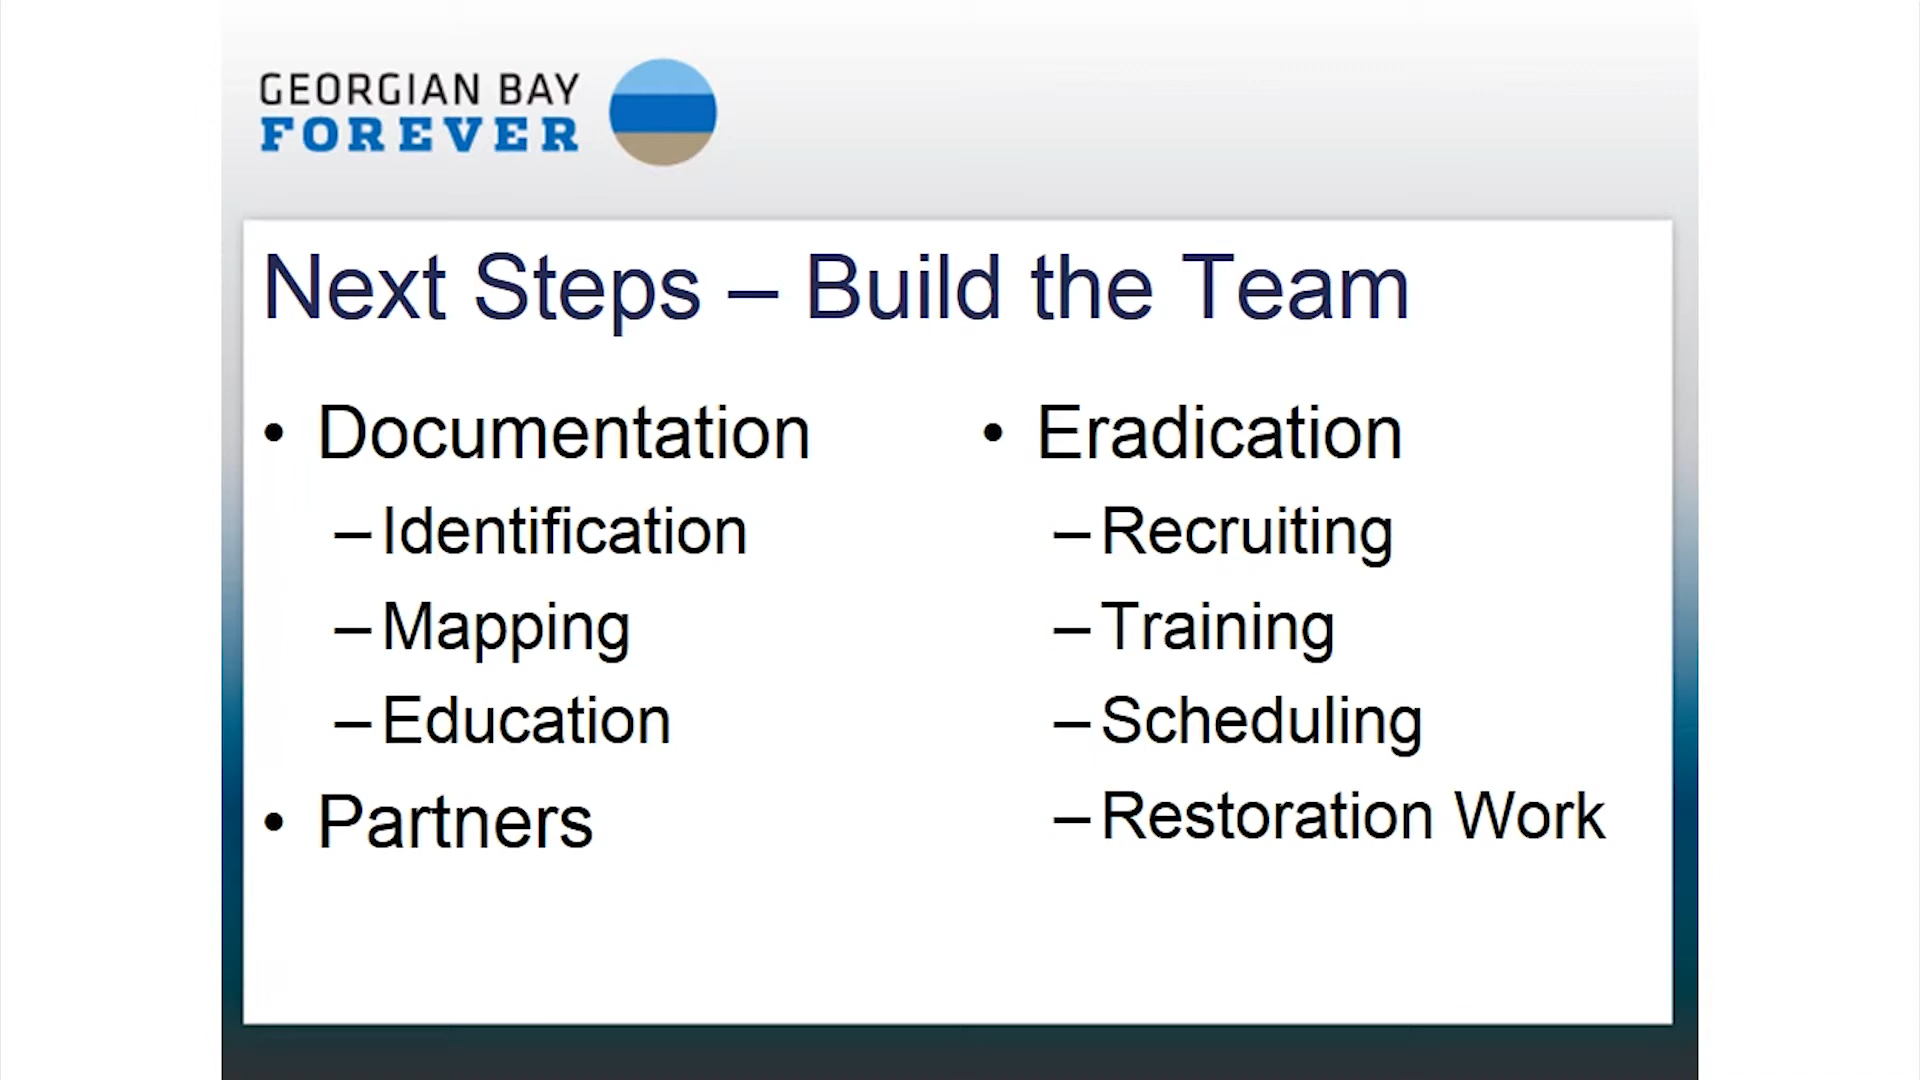 GEORGIAN BAY
FOREVER
Next Steps – Build the Team
• Documentation
– Identification
– Mapping
– Education
• Partners
• Eradication
– Recruiting
– Training
– Scheduling
– Restoration Work